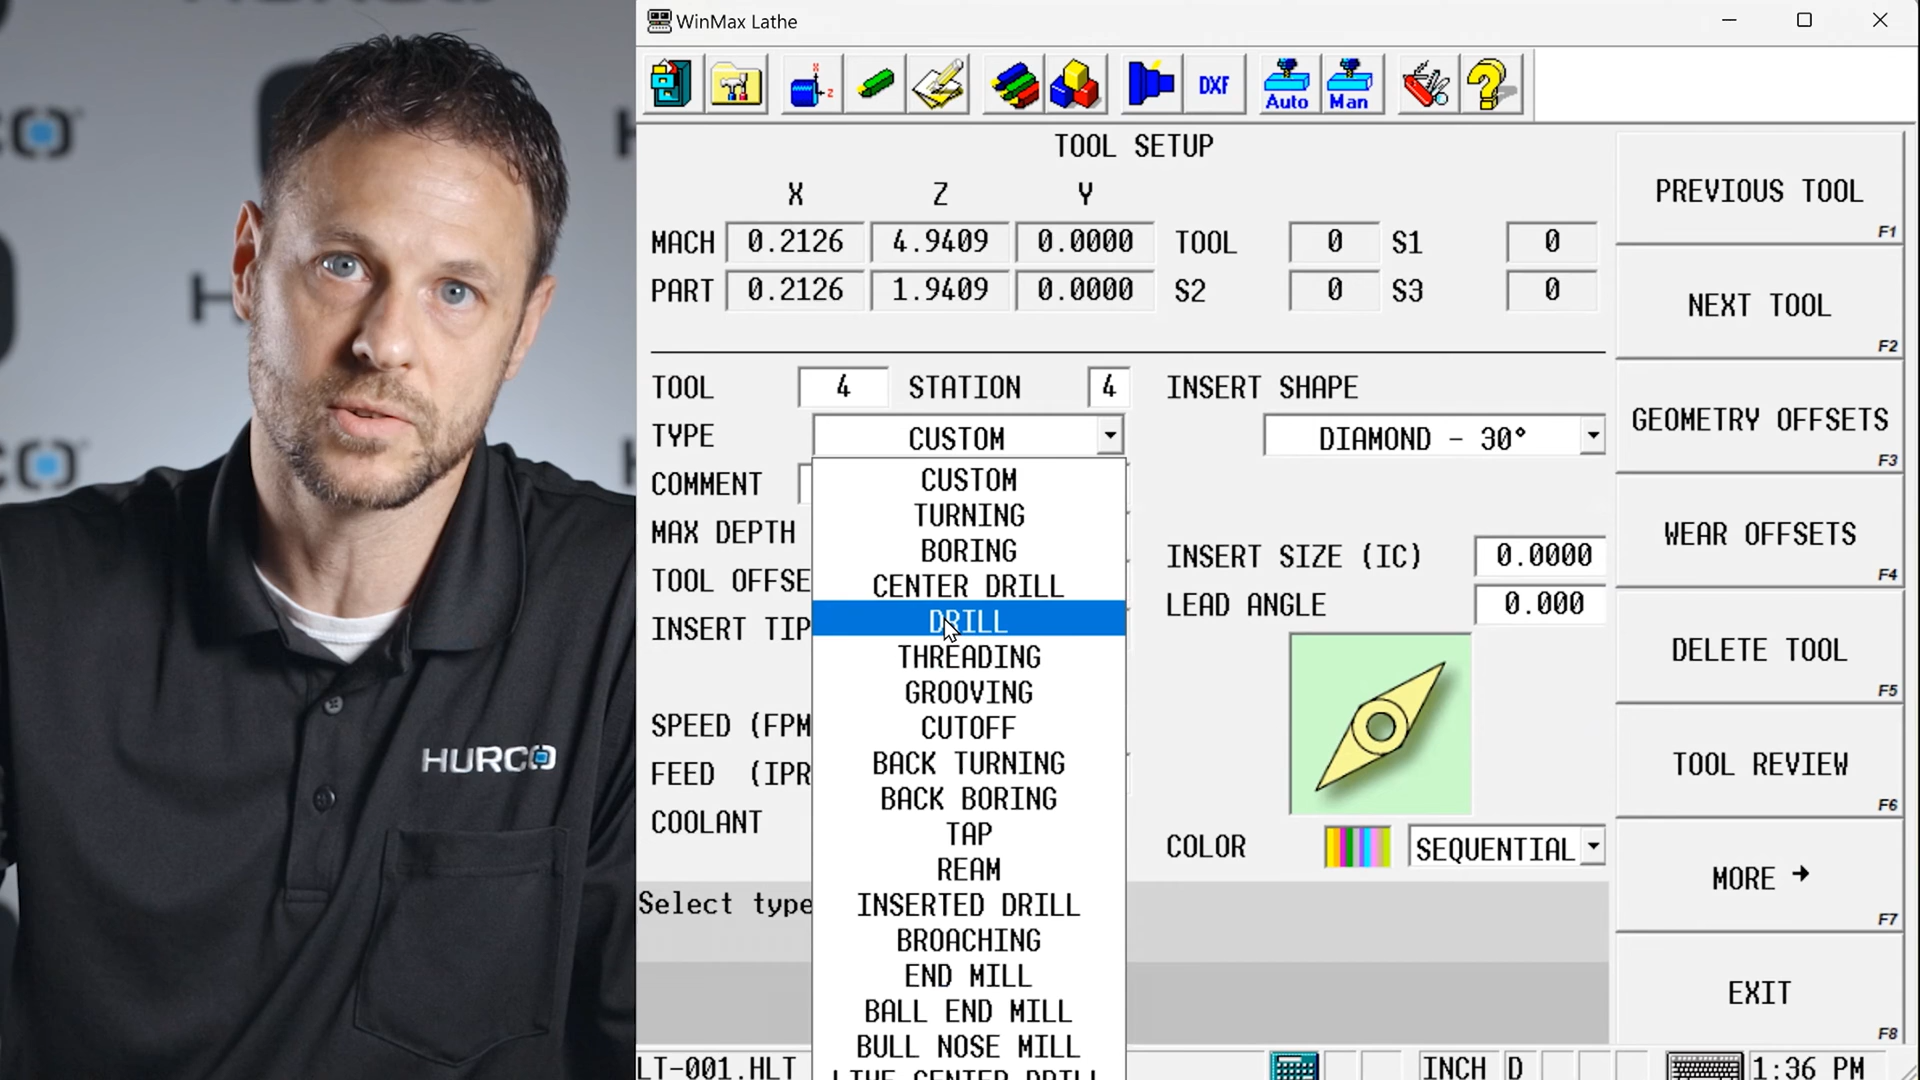 WinMax Lathe
DXF
Auto
Man
TOOL SETUP
X Z Y
MACH 0.2126 4.9409 0.0000 TOOL 0 S1 0
PART 0.2126 1.9409 0.0000 S2 0 S3 0
TOOL 4 STATION 4 INSERT SHAPE
TYPE CUSTOM DIAMOND - 30°
COMMENT
MAX DEPTH
TOOL OFFSE
INSERT TIP
SPEED (FPM
FEED (IPR
COOLANT
CUSTOM
TURNING
BORING
CENTER DRILL
DRILL
THREADING
GROOVING
CUTOFF
BACK TURNING
BACK BORING
TAP
REAM
INSERTED DRILL
BROACHING
END MILL
BALL END MILL
BULL NOSE MILL
LIVE CENTER DRILL
INSERT SIZE (IC) 0.0000
LEAD ANGLE 0.000
COLOR SEQUENTIAL
Select type
PREVIOUS TOOL F1
NEXT TOOL F2
GEOMETRY OFFSETS F3
WEAR OFFSETS F4
DELETE TOOL F5
TOOL REVIEW F6
MORE → F7
EXIT F8
LT-001.HLT INCH D 1:36 PM
HURCO